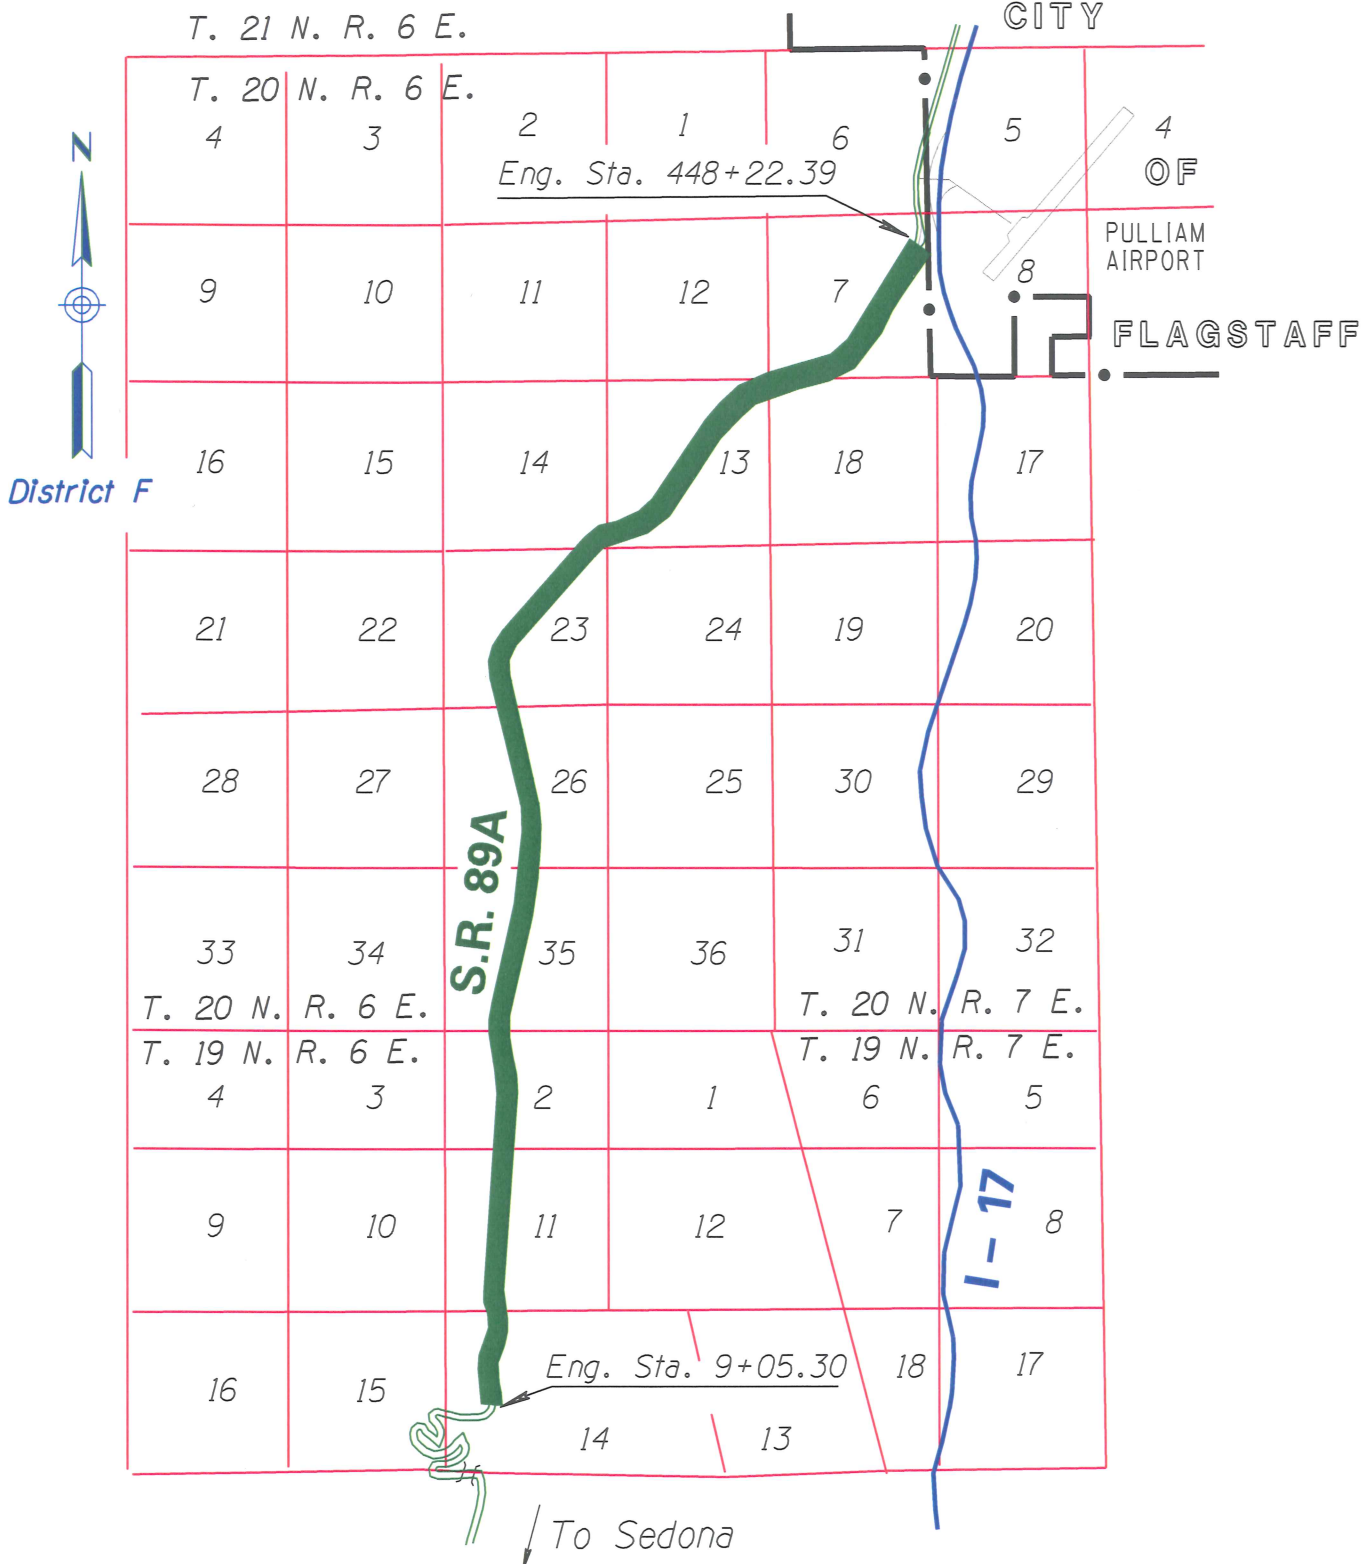 CITY
T. 21 N. R. 6 E.
T. 20 N. R. 6 E.
4 3 2 1 6 5 4
N
OF
Eng. Sta. 448+22.39
PULLIAM
AIRPORT
9 10 11 12 7 8
FLAGSTAFF
16 15 14 13 18 17
District F
21 22 23 24 19 20
28 27 26 25 30 29
S.R. 89A
33 34 35 36 31 32
T. 20 N. R. 6 E.
T. 20 N. R. 7 E.
T. 19 N. R. 6 E.
T. 19 N. R. 7 E.
4 3 2 1 6 5
9 10 11 12 7 8
I-17
Eng. Sta. 9+05.30
16 15 14 13 18 17
To Sedona